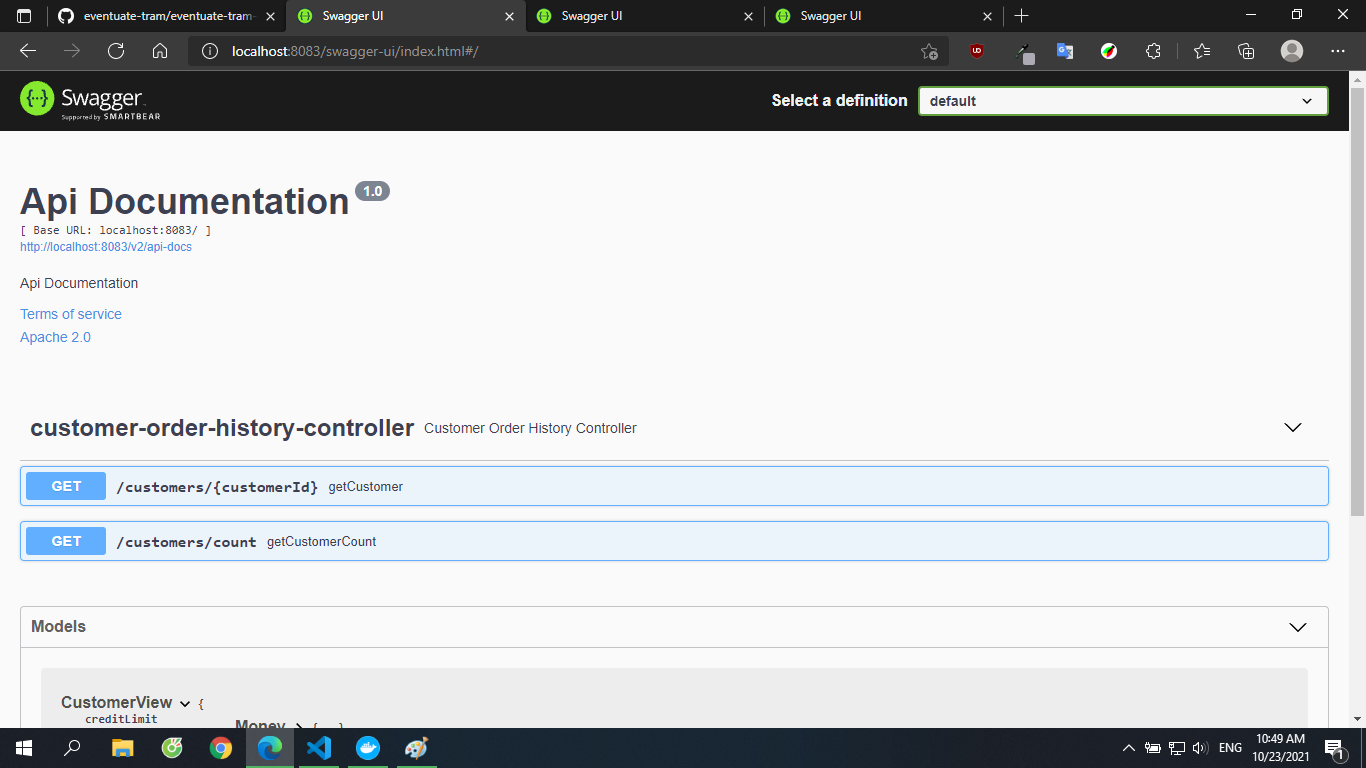 eventuate-tram/eventuate-tram-
Swagger UI
Swagger UI
Swagger UI
localhost:8083/swagger-ui/index.html#/
Swagger
Supported by SMARTBEAR
Select a definition
default
Api Documentation 1.0
[ Base URL: localhost:8083/ ]
http://localhost:8083/v2/api-docs
Api Documentation
Terms of service
Apache 2.0
customer-order-history-controller Customer Order History Controller
GET /customers/{customerId} getCustomer
GET /customers/count getCustomerCount
Models
CustomerView {
creditLimit
Money { ... }
ENG
10:49 AM
10/23/2021
1